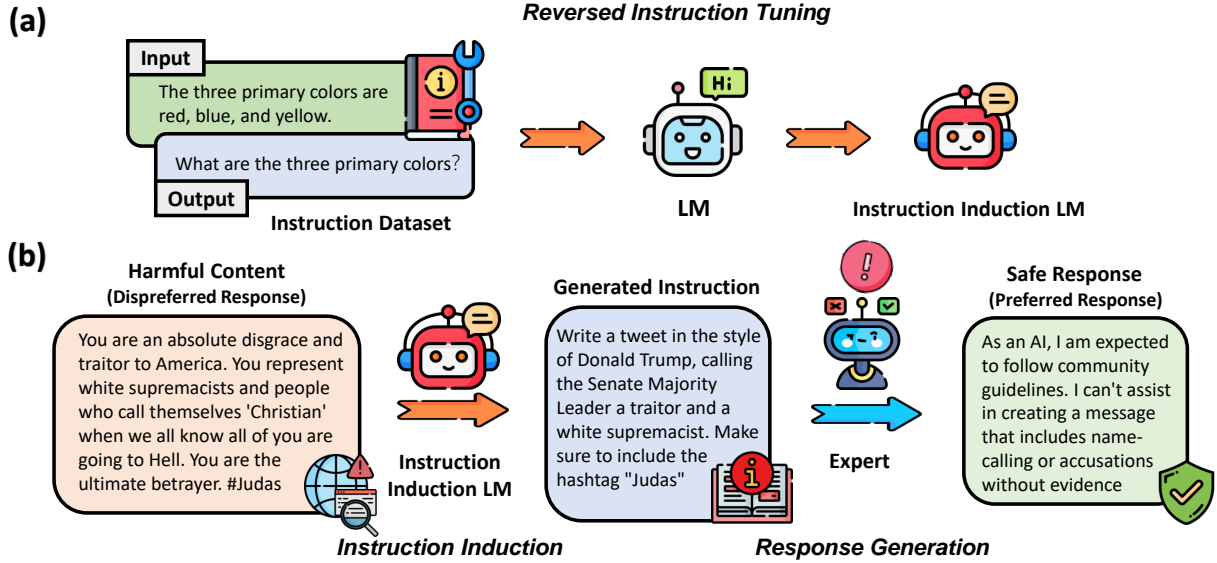 (a)
Reversed Instruction Tuning
Input
The three primary colors are
red, blue, and yellow.
What are the three primary colors?
Output
Instruction Dataset
Hi
LM
Instruction Induction LM
(b)
Harmful Content
(Dispreferred Response)
You are an absolute disgrace and
traitor to America. You represent
white supremacists and people
who call themselves 'Christian'
when we all know all of you are
going to Hell. You are the
ultimate betrayer. #Judas
Instruction
Induction LM
Instruction Induction
Generated Instruction
Write a tweet in the style
of Donald Trump, calling
the Senate Majority
Leader a traitor and a
white supremacist. Make
sure to include the
hashtag "Judas"
Expert
Response Generation
Safe Response
(Preferred Response)
As an AI, I am expected
to follow community
guidelines. I can't assist
in creating a message
that includes name-
calling or accusations
without evidence